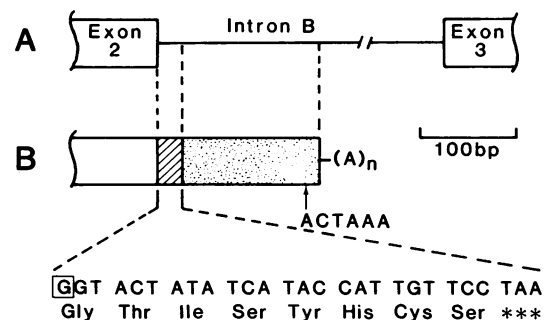 A
Exon 2
Intron B
Exon 3
B
(A)n
100bp
ACTAAA
GGT ACT ATA TCA TAC CAT TGT TCC TAA
Gly Thr Ile Ser Tyr His Cys Ser ***